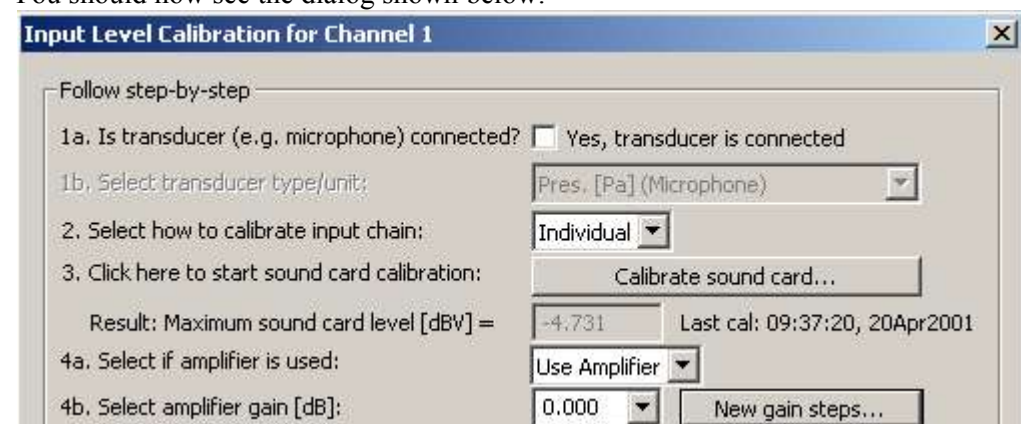 You should now see the dialog shown below.
Input Level Calibration for Channel 1
Follow step-by-step
1a. Is transducer (e.g. microphone) connected? Yes, transducer is connected
1b. Select transducer type/unit: Pres. [Pa] (Microphone)
2. Select how to calibrate input chain: Individual
3. Click here to start sound card calibration: Calibrate sound card...
Result: Maximum sound card level [dBV] = -4.731 Last cal: 09:37:20, 20Apr2001
4a. Select if amplifier is used: Use Amplifier
4b. Select amplifier gain [dB]: 0.000 New gain steps...